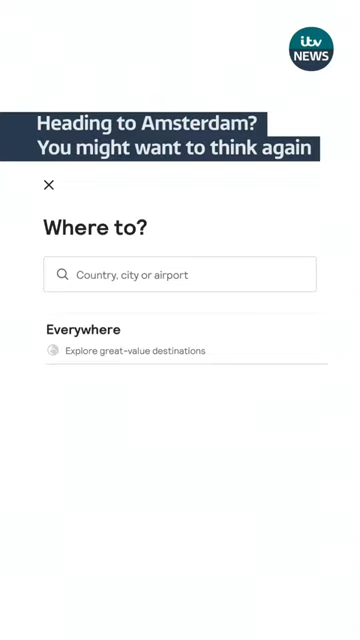 itv
NEWS
Heading to Amsterdam?
You might want to think again
Where to?
Country, city or airport
Everywhere
Explore great-value destinations